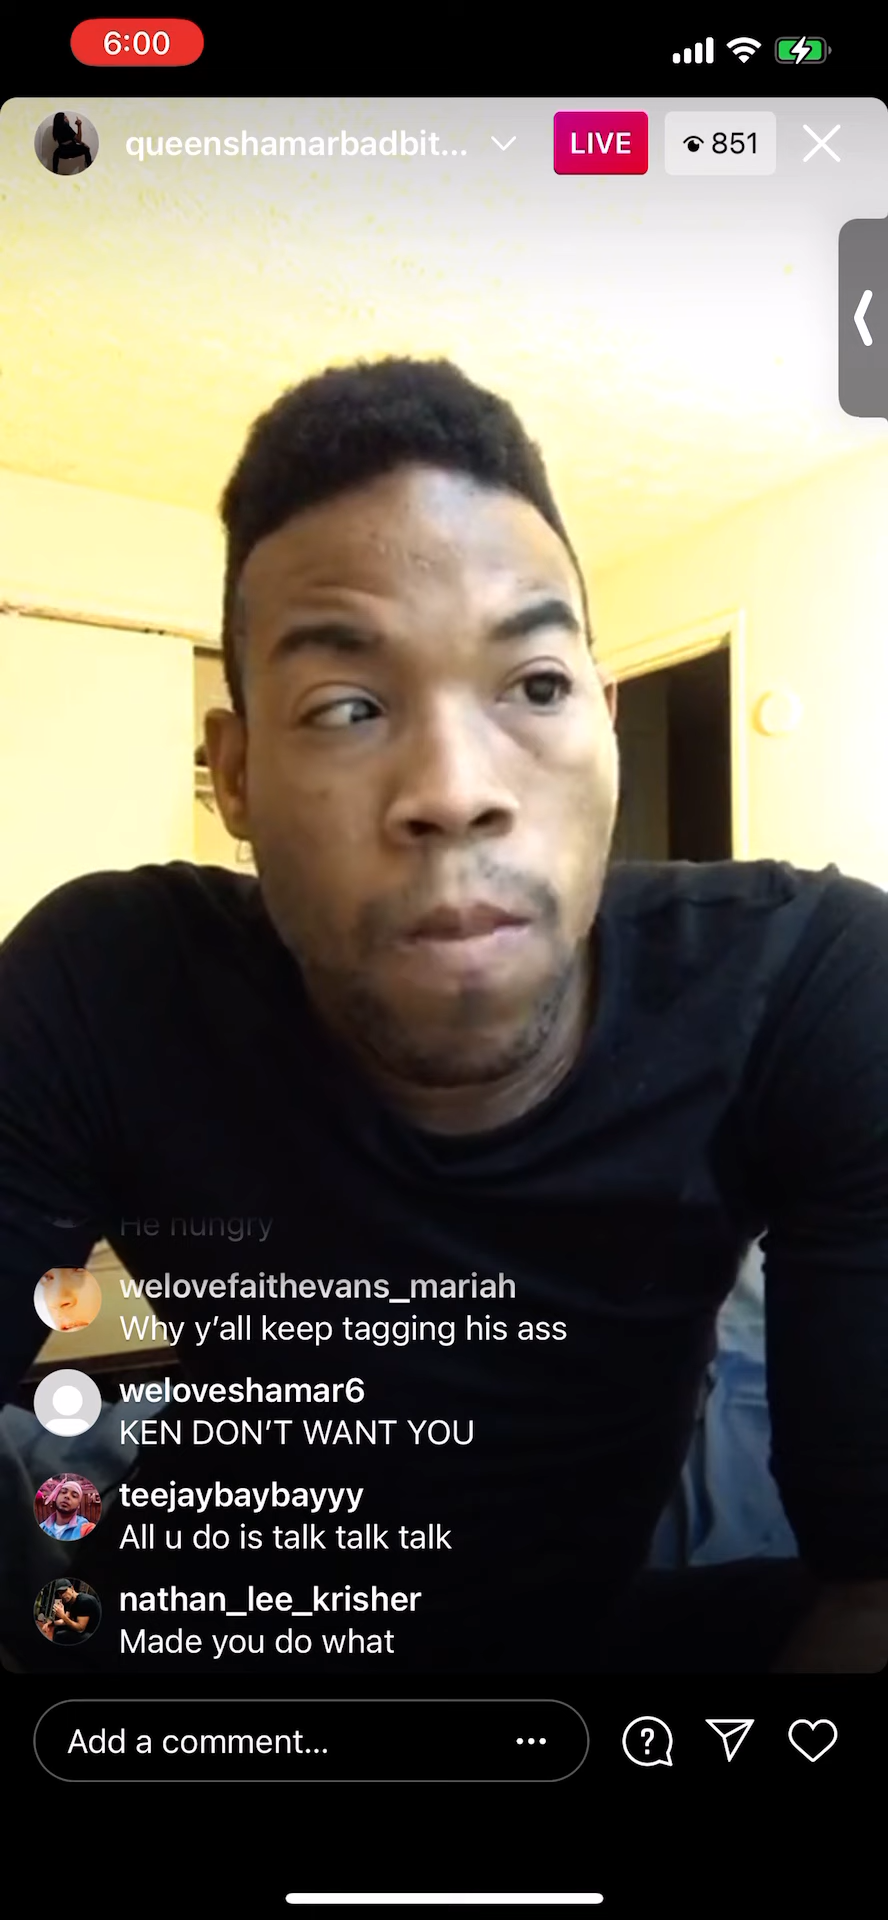 6:00
queenshamarbadbit...
LIVE
851
He hungry
welovefaithevans_mariah
Why y’all keep tagging his ass
weloveshamar6
KEN DON’T WANT YOU
teejaybaybayyy
All u do is talk talk talk
nathan_lee_krisher
Made you do what
Add a comment...